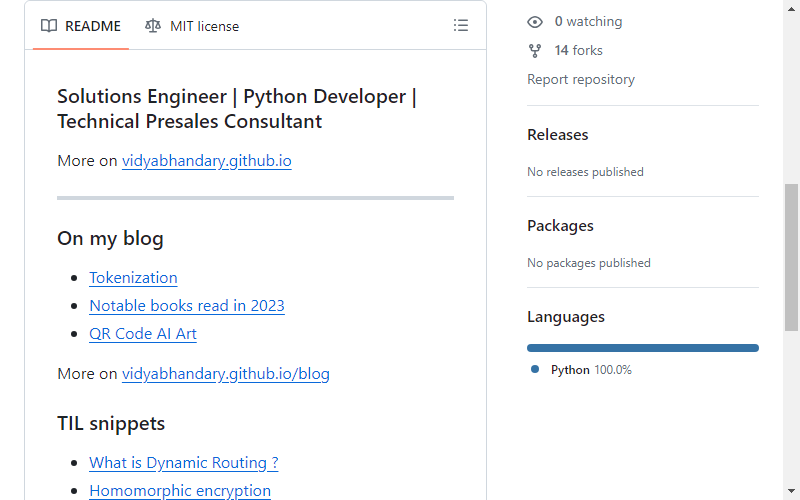 README
MIT license
Solutions Engineer | Python Developer |
Technical Presales Consultant
More on vidyabhandary.github.io
On my blog
Tokenization
Notable books read in 2023
QR Code AI Art
More on vidyabhandary.github.io/blog
TIL snippets
What is Dynamic Routing ?
Homomorphic encryption
0 watching
14 forks
Report repository
Releases
No releases published
Packages
No packages published
Languages
Python 100.0%